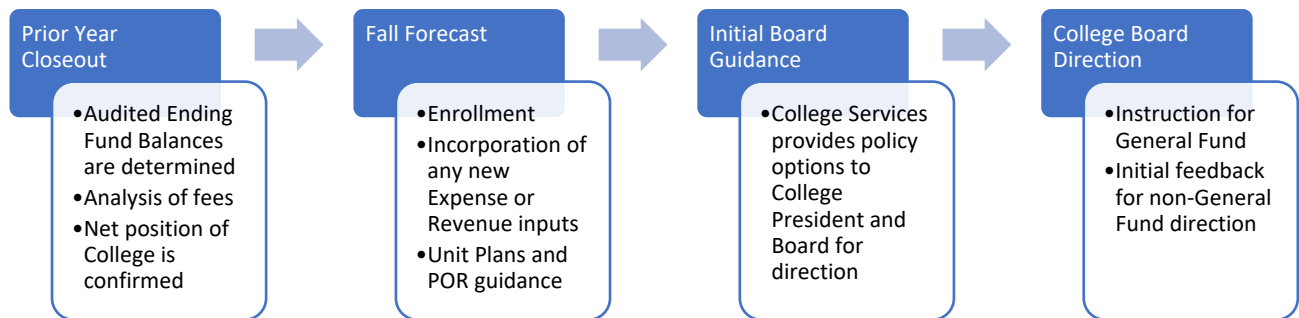 Prior Year
Closeout
•Audited Ending
Fund Balances
are determined
•Analysis of fees
•Net position of
College is
confirmed
Fall Forecast
•Enrollment
•Incorporation of
any new
Expense or
Revenue inputs
•Unit Plans and
POR guidance
Initial Board
Guidance
•College Services
provides policy
options to
College
President and
Board for
direction
College Board
Direction
•Instruction for
General Fund
•Initial feedback
for non-General
Fund direction